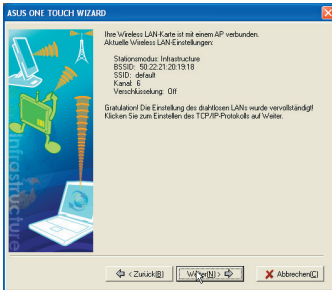 ASUS ONE TOUCH WIZARD
Ihre Wireless LAN-Karte ist mit einem AP verbunden.
Aktuelle Wireless LAN-Einstellungen:
Stationsmodus: Infrastructure
BSSID: 50:22:21:20:19:18
SSID: default
Kanal: 6
Verschlüsselung: Off
Gratulation! Die Einstellung des drahtlosen LANs wurde vervollständigt!
Klicken Sie zum Einstellen des TCP/IP-Protokolls auf Weiter.
infrastructure
< Zurück(B)
Weiter(N) >
Abbrechen(C)